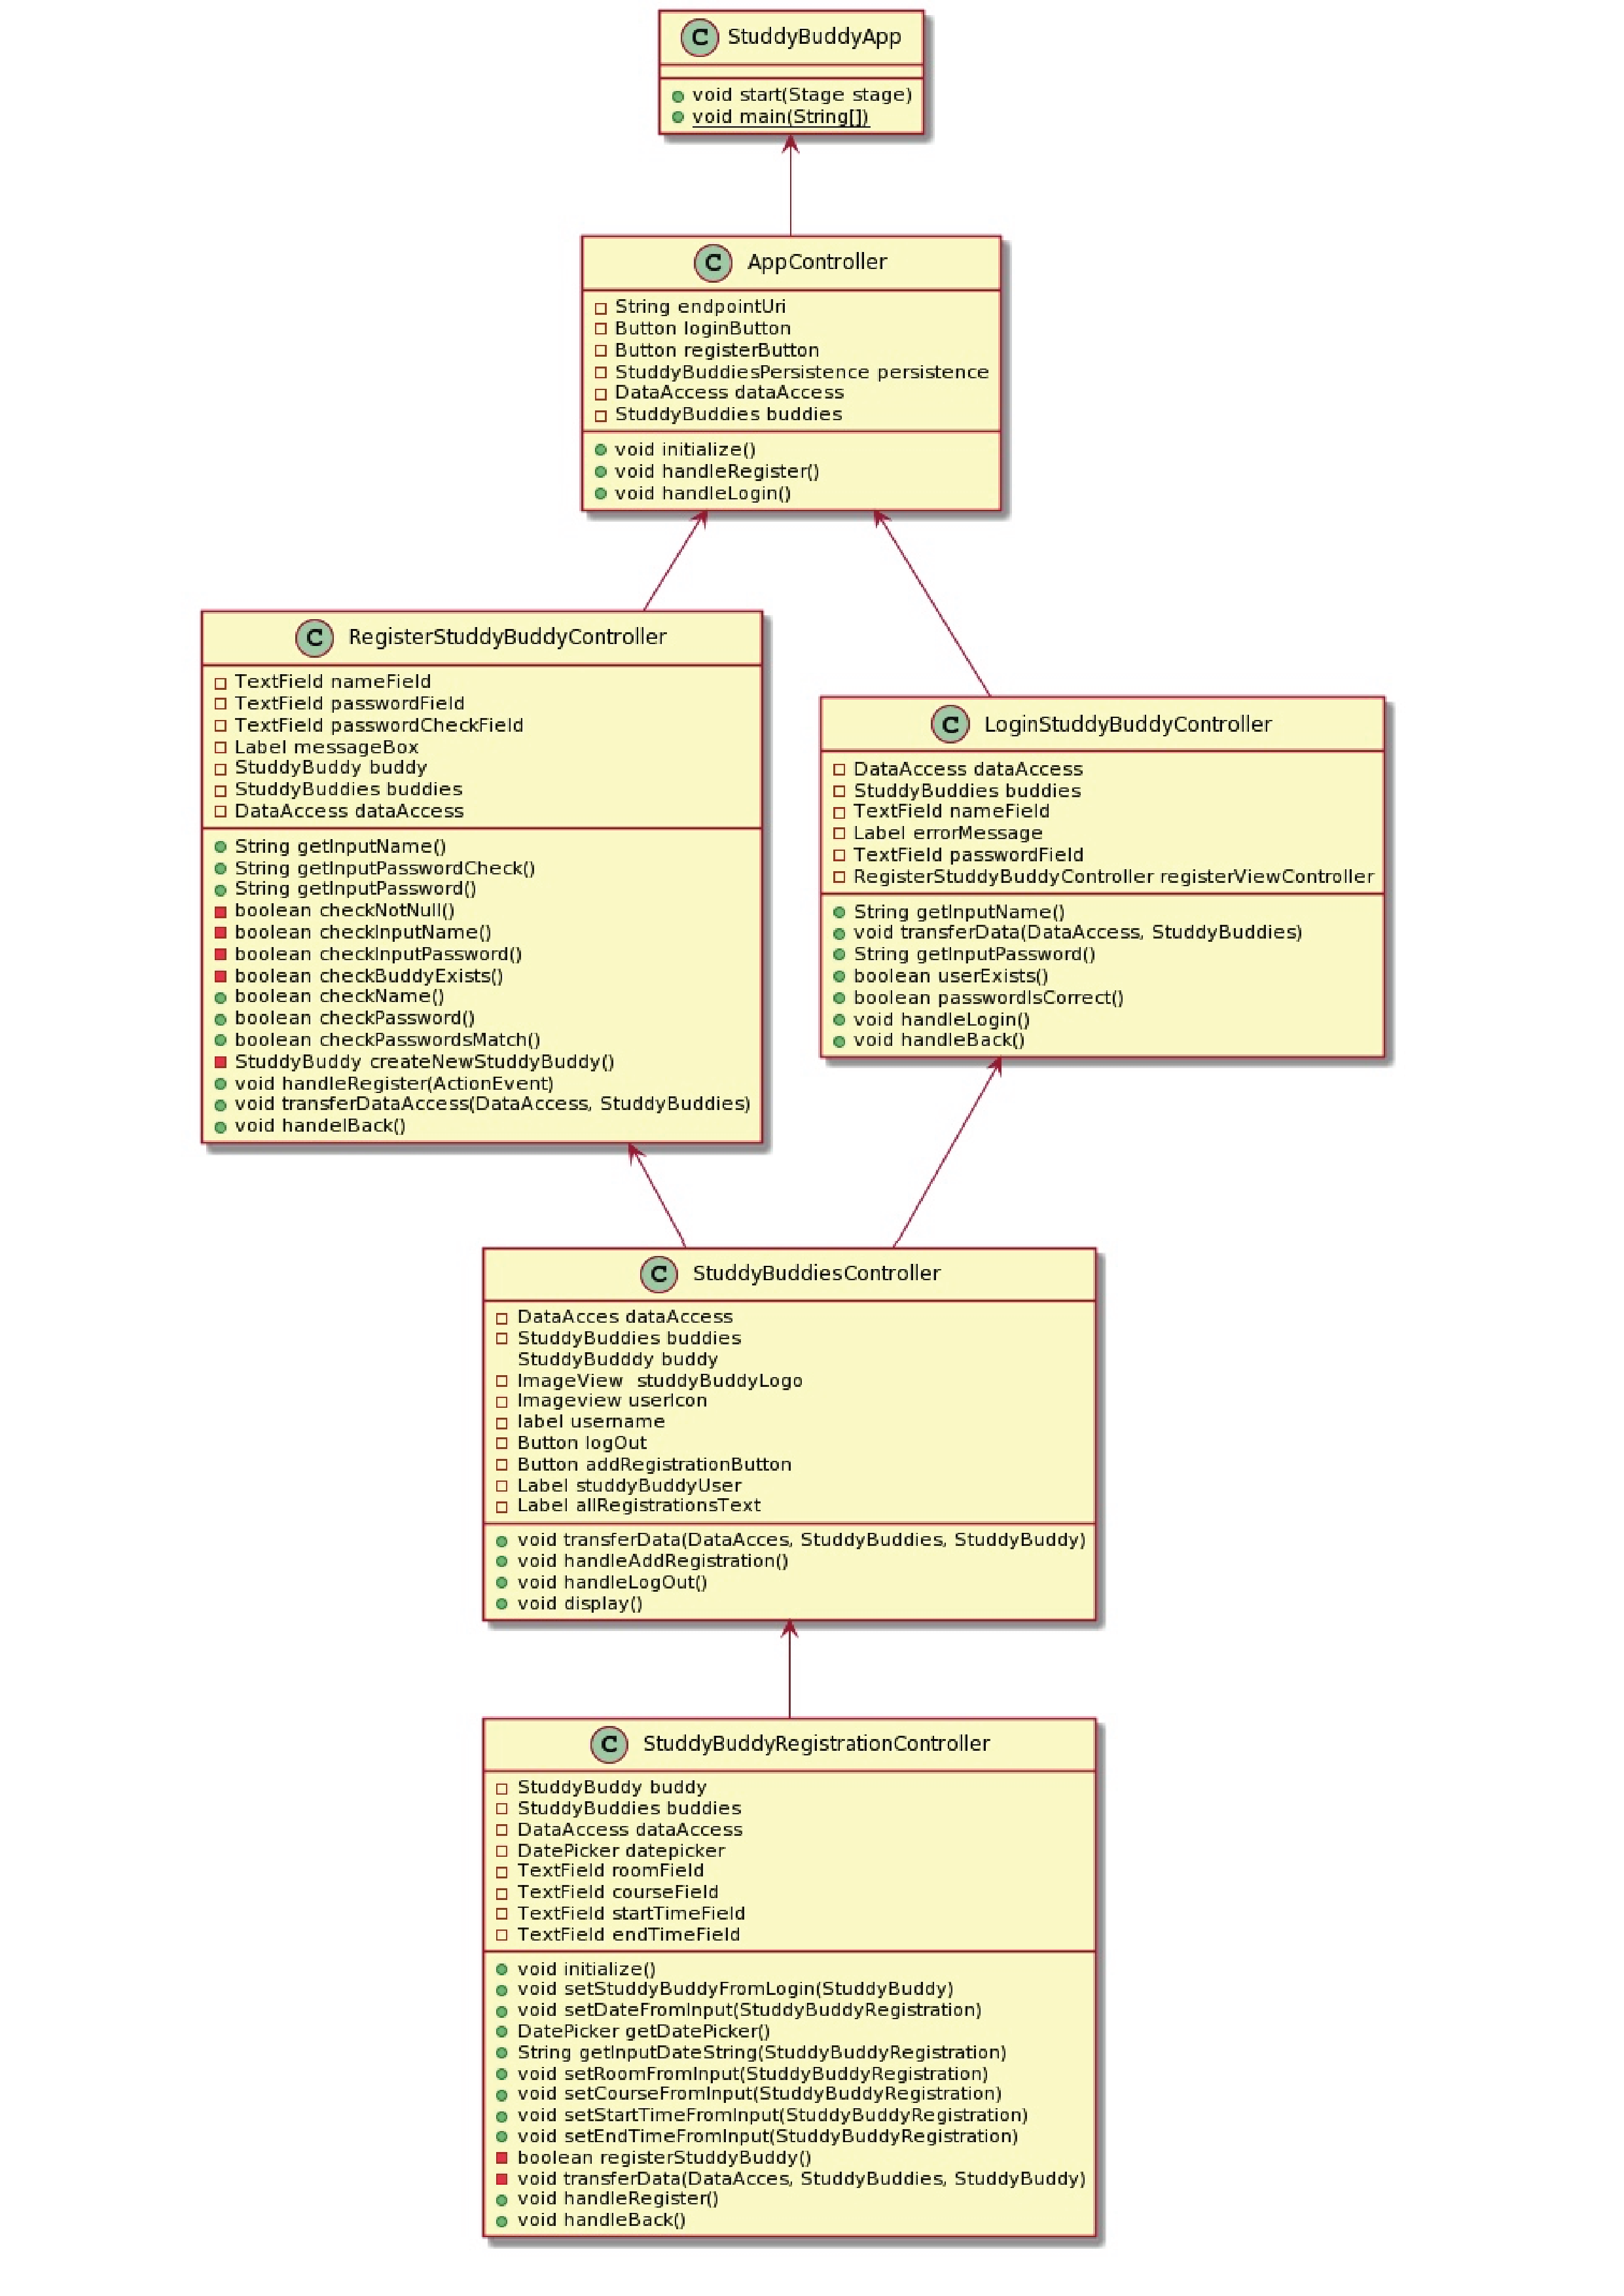 C StuddyBuddyApp
void start(Stage stage)
void main(String[])
C AppController
String endpointUri
Button loginButton
Button registerButton
StuddyBuddiesPersistence persistence
DataAccess dataAccess
StuddyBuddies buddies
void initialize()
void handleRegister()
void handleLogin()
C RegisterStuddyBuddyController
TextField nameField
TextField passwordField
TextField passwordCheckField
Label messageBox
StuddyBuddy buddy
StuddyBuddies buddies
DataAccess dataAccess
String getInputName()
String getInputPasswordCheck()
String getInputPassword()
boolean checkNotNull()
boolean checkInputName()
boolean checkInputPassword()
boolean checkBuddyExists()
boolean checkName()
boolean checkPassword()
boolean checkPasswordsMatch()
StuddyBuddy createNewStuddyBuddy()
void handleRegister(ActionEvent)
void transferDataAccess(DataAccess, StuddyBuddies)
void handelBack()
C LoginStuddyBuddyController
DataAccess dataAccess
StuddyBuddies buddies
TextField nameField
Label errorMessage
TextField passwordField
RegisterStuddyBuddyController registerViewController
String getInputName()
void transferData(DataAccess, StuddyBuddies)
String getInputPassword()
boolean userExists()
boolean passwordIsCorrect()
void handleLogin()
void handleBack()
C StuddyBuddiesController
DataAcces dataAccess
StuddyBuddies buddies
StuddyBudddy buddy
ImageView  studdyBuddyLogo
Imageview userIcon
label username
Button logOut
Button addRegistrationButton
Label studdyBuddyUser
Label allRegistrationsText
void transferData(DataAcces, StuddyBuddies, StuddyBuddy)
void handleAddRegistration()
void handleLogOut()
void display()
C StuddyBuddyRegistrationController
StuddyBuddy buddy
StuddyBuddies buddies
DataAccess dataAccess
DatePicker datepicker
TextField roomField
TextField courseField
TextField startTimeField
TextField endTimeField
void initialize()
void setStuddyBuddyFromLogin(StuddyBuddy)
void setDateFromInput(StuddyBuddyRegistration)
DatePicker getDatePicker()
String getInputDateString(StuddyBuddyRegistration)
void setRoomFromInput(StuddyBuddyRegistration)
void setCourseFromInput(StuddyBuddyRegistration)
void setStartTimeFromInput(StuddyBuddyRegistration)
void setEndTimeFromInput(StuddyBuddyRegistration)
boolean registerStuddyBuddy()
void transferData(DataAcces, StuddyBuddies, StuddyBuddy)
void handleRegister()
void handleBack()